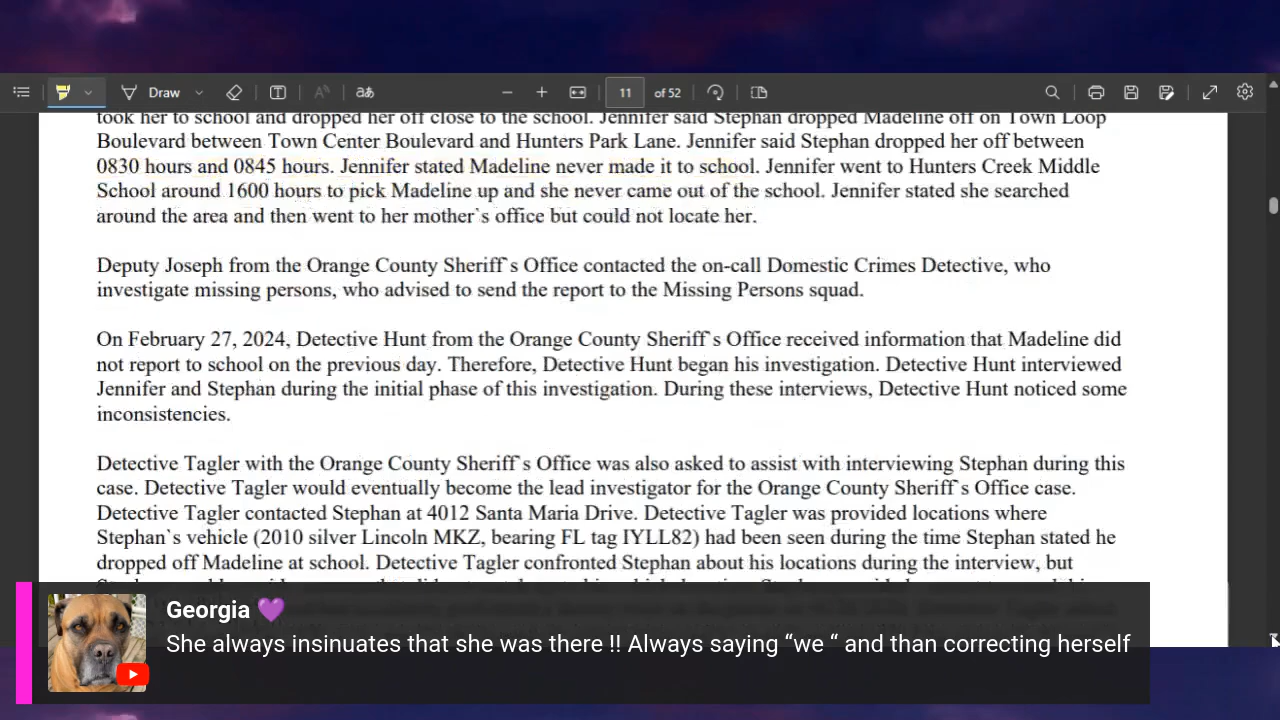 Draw
11 of 52
took her to school and dropped her off close to the school. Jennifer said Stephan dropped Madeline off on Town Loop
Boulevard between Town Center Boulevard and Hunters Park Lane. Jennifer said Stephan dropped her off between
0830 hours and 0845 hours. Jennifer stated Madeline never made it to school. Jennifer went to Hunters Creek Middle
School around 1600 hours to pick Madeline up and she never came out of the school. Jennifer stated she searched
around the area and then went to her mother`s office but could not locate her.
Deputy Joseph from the Orange County Sheriff`s Office contacted the on-call Domestic Crimes Detective, who
investigate missing persons, who advised to send the report to the Missing Persons squad.
On February 27, 2024, Detective Hunt from the Orange County Sheriff`s Office received information that Madeline did
not report to school on the previous day. Therefore, Detective Hunt began his investigation. Detective Hunt interviewed
Jennifer and Stephan during the initial phase of this investigation. During these interviews, Detective Hunt noticed some
inconsistencies.
Detective Tagler with the Orange County Sheriff`s Office was also asked to assist with interviewing Stephan during this
case. Detective Tagler would eventually become the lead investigator for the Orange County Sheriff`s Office case.
Detective Tagler contacted Stephan at 4012 Santa Maria Drive. Detective Tagler was provided locations where
Stephan`s vehicle (2010 silver Lincoln MKZ, bearing FL tag IYLL82) had been seen during the time Stephan stated he
dropped off Madeline at school. Detective Tagler confronted Stephan about his locations during the interview, but
Georgia 💜
She always insinuates that she was there !! Always saying “we “ and than correcting herself